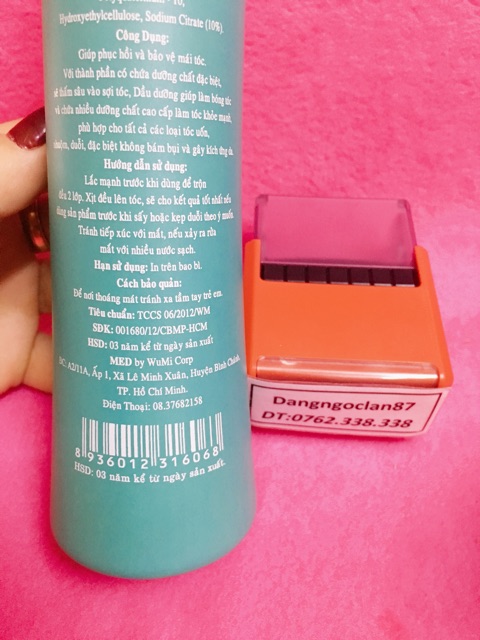 Hydroxyethylcellulose, Sodium Citrate (10%).
Công Dụng:
Giúp phục hồi và bảo vệ mái tóc.
Với thành phần có chứa dưỡng chất đặc biệt,
sẽ thấm sâu vào sợi tóc, Dầu dưỡng giúp làm bóng tóc
và chứa nhiều dưỡng chất cao cấp làm tóc khỏe mạnh,
phù hợp cho tất cả các loại tóc uốn,
nhuộm, duỗi, đặc biệt không bám bụi và gây kích ứng da.
Hướng dẫn sử dụng:
Lắc mạnh trước khi dùng để trộn
đều 2 lớp. Xịt đều lên tóc, sẽ cho kết quả tốt nhất nếu
dùng sản phẩm trước khi sấy hoặc kẹp duỗi theo ý muốn.
Tránh tiếp xúc với mắt, nếu xảy ra rửa
mắt với nhiều nước sạch.
Hạn sử dụng: In trên bao bì.
Cách bảo quản:
Để nơi thoáng mát tránh xa tầm tay trẻ em.
Tiêu chuẩn: TCCS 06/2012/WM
SĐK: 001680/12/CBMP-HCM
HSD: 03 năm kể từ ngày sản xuất
MED by WuMi Corp
ĐC: A2/11A, Ấp 1, Xã Lê Minh Xuân, Huyện Bình Chánh,
TP. Hồ Chí Minh.
Điện Thoại: 08.37682158
8 936012 316068
HSD: 03 năm kể từ ngày sản xuất.
Dangngoclan87
DT:0762.338.338